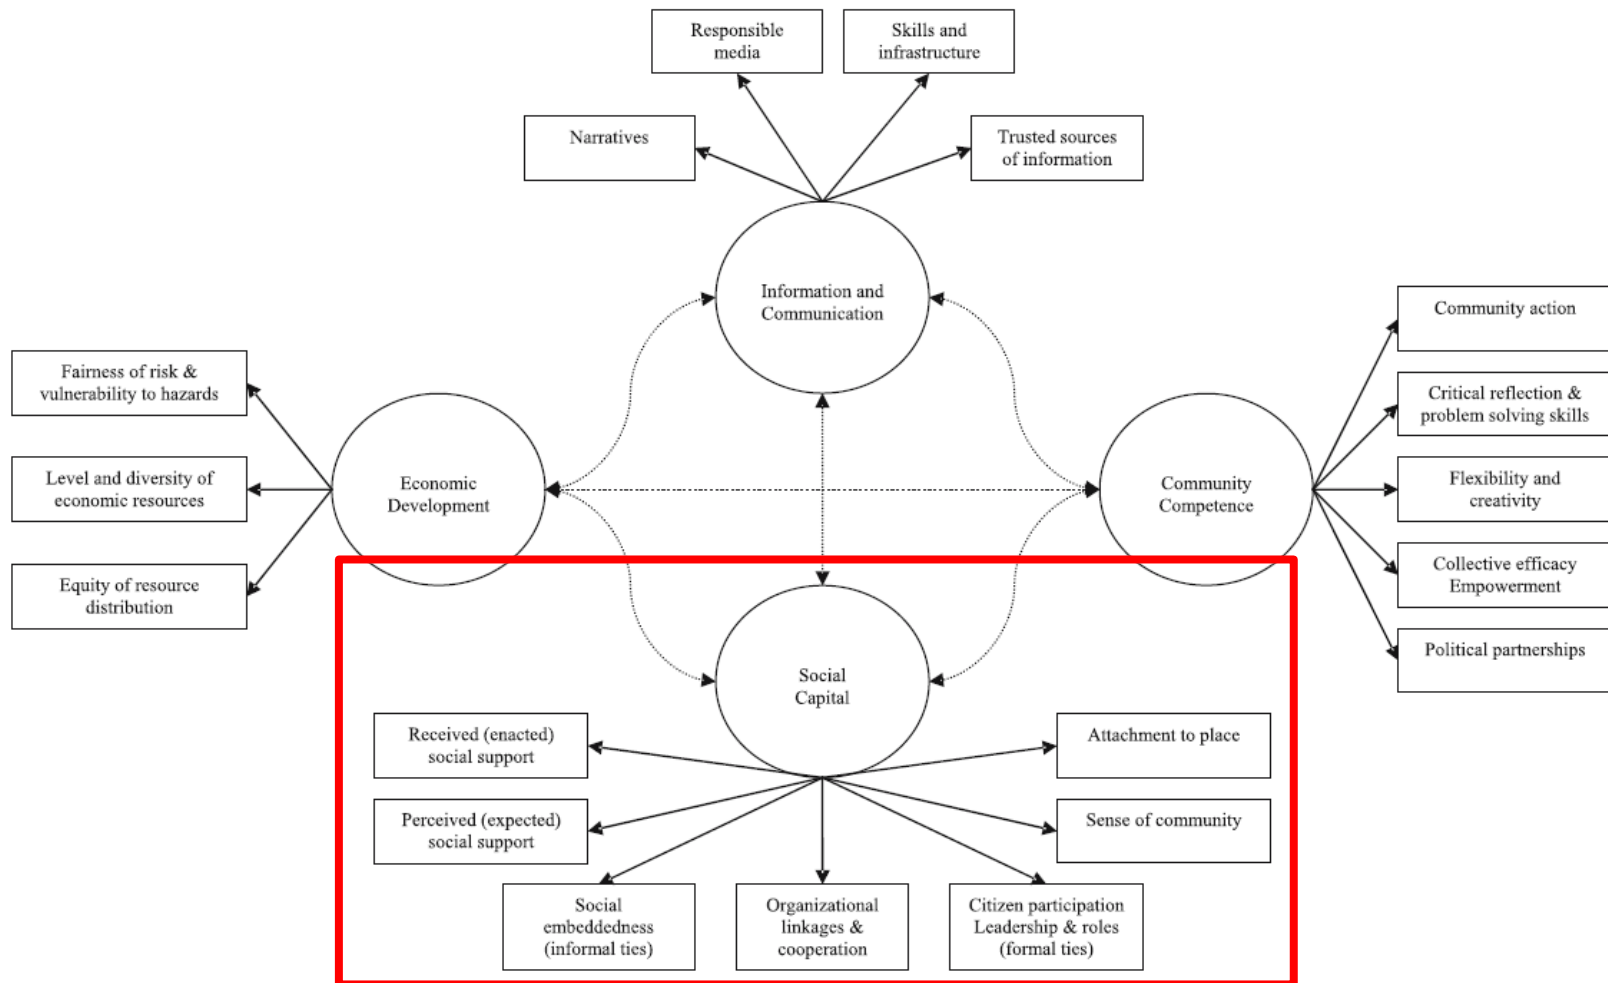 Responsible
media
Skills and
infrastructure
Narratives
Trusted sources
of information
Information and
Communication
Community action
Fairness of risk &
vulnerability to hazards
Critical reflection &
problem solving skills
Level and diversity of
economic resources
Economic
Development
Community
Competence
Flexibility and
creativity
Equity of resource
distribution
Collective efficacy
Empowerment
Political partnerships
Social
Capital
Received (enacted)
social support
Attachment to place
Perceived (expected)
social support
Sense of community
Social
embeddedness
(informal ties)
Organizational
linkages &
cooperation
Citizen participation
Leadership & roles
(formal ties)